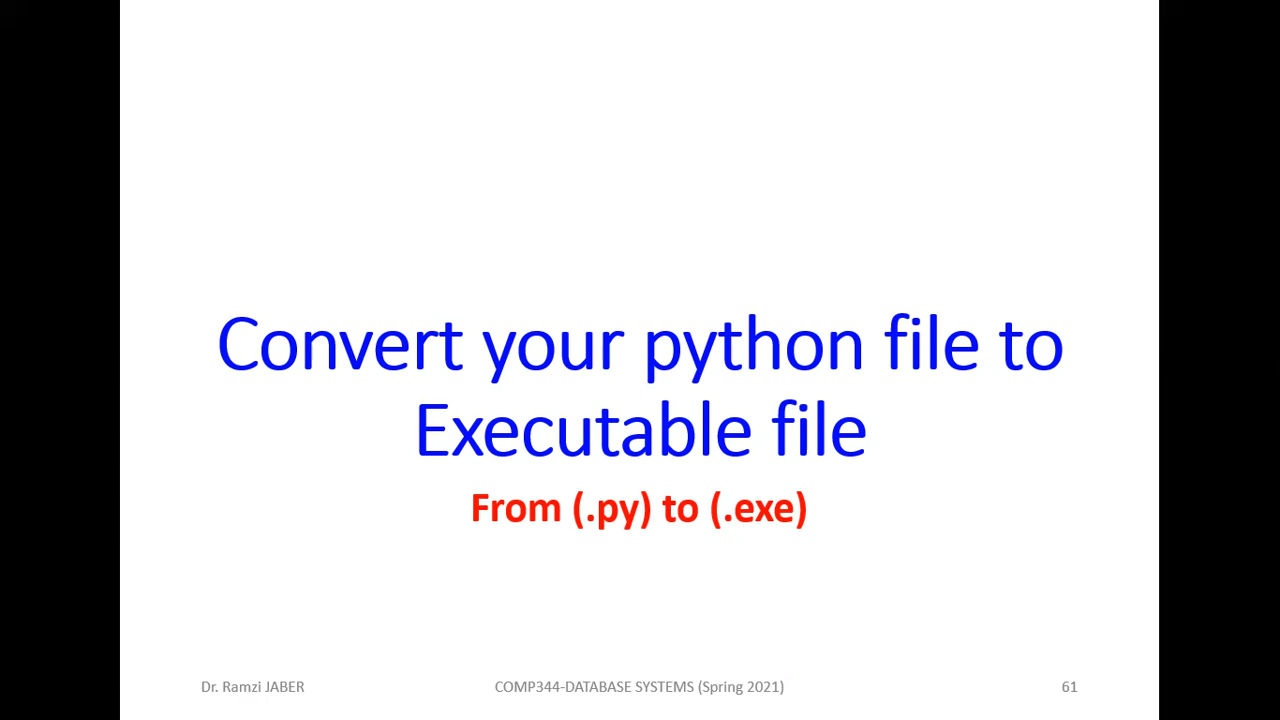 Convert your python file to
Executable file
From (.py) to (.exe)
Dr. Ramzi JABER
COMP344-DATABASE SYSTEMS (Spring 2021)
61